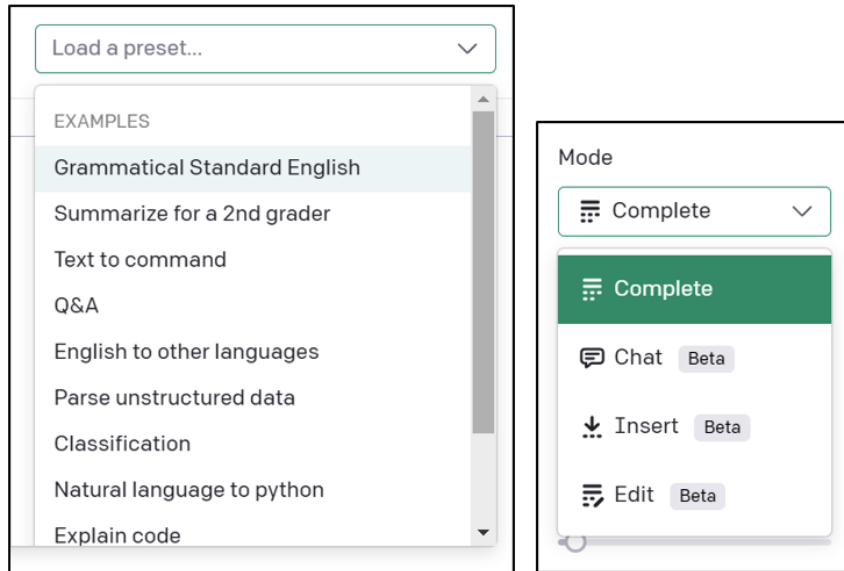 Load a preset...
EXAMPLES
Grammatical Standard English
Summarize for a 2nd grader
Text to command
Q&A
English to other languages
Parse unstructured data
Classification
Natural language to python
Explain code
Mode
Complete
Complete
Chat Beta
Insert Beta
Edit Beta